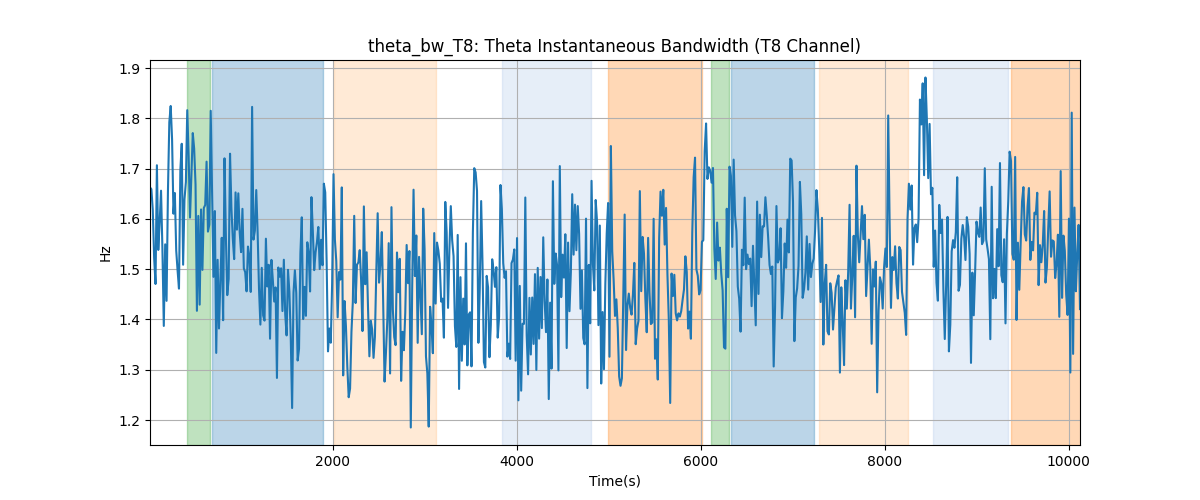 theta_bw_T8: Theta Instantaneous Bandwidth (T8 Channel)
1.9
1.8
1.7
1.6
1.5
1.4
1.3
1.2
Hz
2000 4000 6000 8000 10000
Time(s)